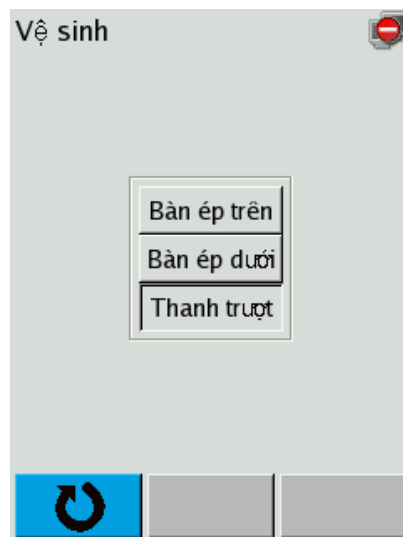 Vệ sinh
Bàn ép trên
Bàn ép dưới
Thanh trượt